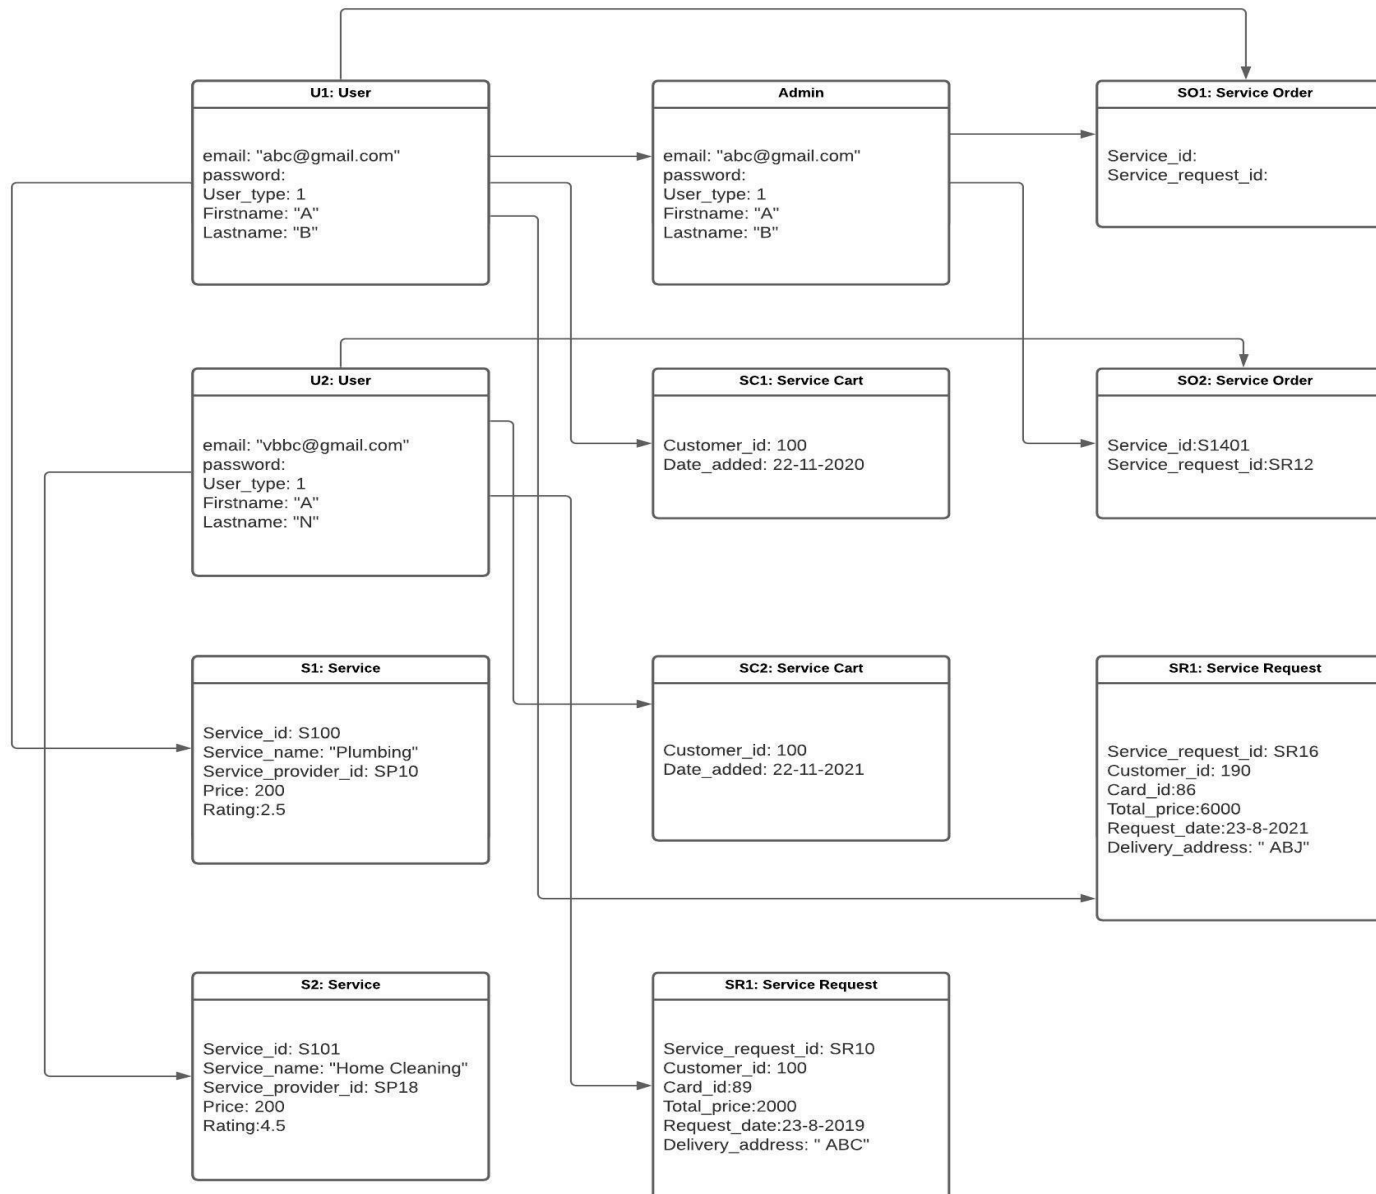 U1: User
email: "abc@gmail.com"
password:
User_type: 1
Firstname: "A"
Lastname: "B"
Admin
email: "abc@gmail.com"
password:
User_type: 1
Firstname: "A"
Lastname: "B"
SO1: Service Order
Service_id:
Service_request_id:
U2: User
email: "vbbc@gmail.com"
password:
User_type: 1
Firstname: "A"
Lastname: "N"
SC1: Service Cart
Customer_id: 100
Date_added: 22-11-2020
SO2: Service Order
Service_id:S1401
Service_request_id:SR12
S1: Service
Service_id: S100
Service_name: "Plumbing"
Service_provider_id: SP10
Price: 200
Rating:2.5
SC2: Service Cart
Customer_id: 100
Date_added: 22-11-2021
SR1: Service Request
Service_request_id: SR16
Customer_id: 190
Card_id:86
Total_price:6000
Request_date:23-8-2021
Delivery_address: " ABJ"
S2: Service
Service_id: S101
Service_name: "Home Cleaning"
Service_provider_id: SP18
Price: 200
Rating:4.5
SR1: Service Request
Service_request_id: SR10
Customer_id: 100
Card_id:89
Total_price:2000
Request_date:23-8-2019
Delivery_address: " ABC"